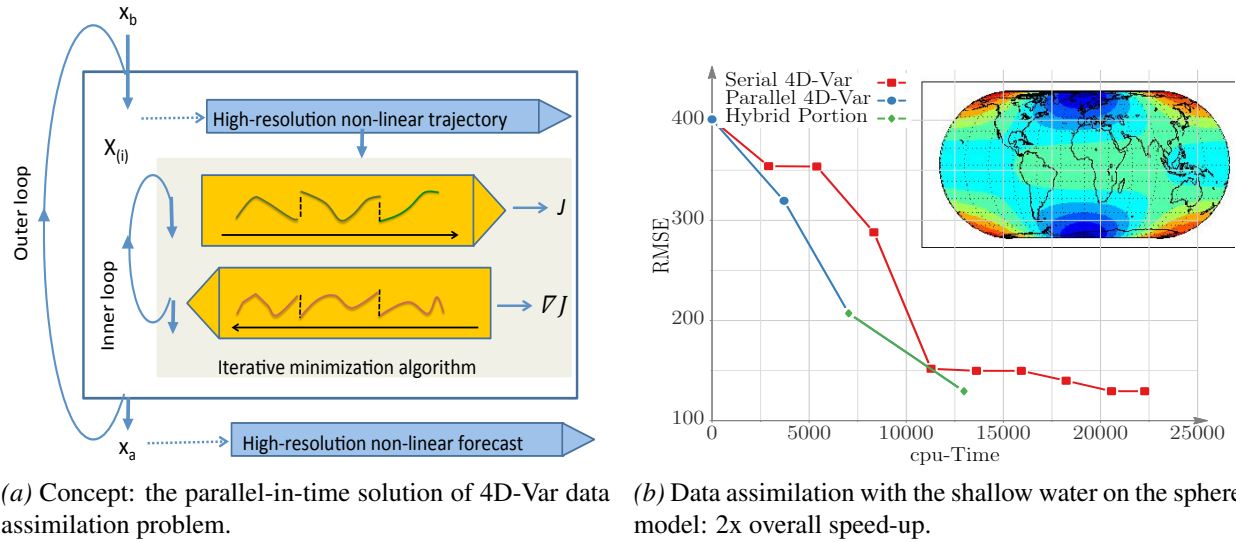 x_b
High-resolution non-linear trajectory
X_(i)
Outer loop
Inner loop
J
∇J
Iterative minimization algorithm
x_a
High-resolution non-linear forecast
(a) Concept: the parallel-in-time solution of 4D-Var data
assimilation problem.
Serial 4D-Var
Parallel 4D-Var
Hybrid Portion
400
300
200
100
RMSE
0
5000
10000
15000
20000
25000
cpu-Time
(b) Data assimilation with the shallow water on the sphere
model: 2x overall speed-up.